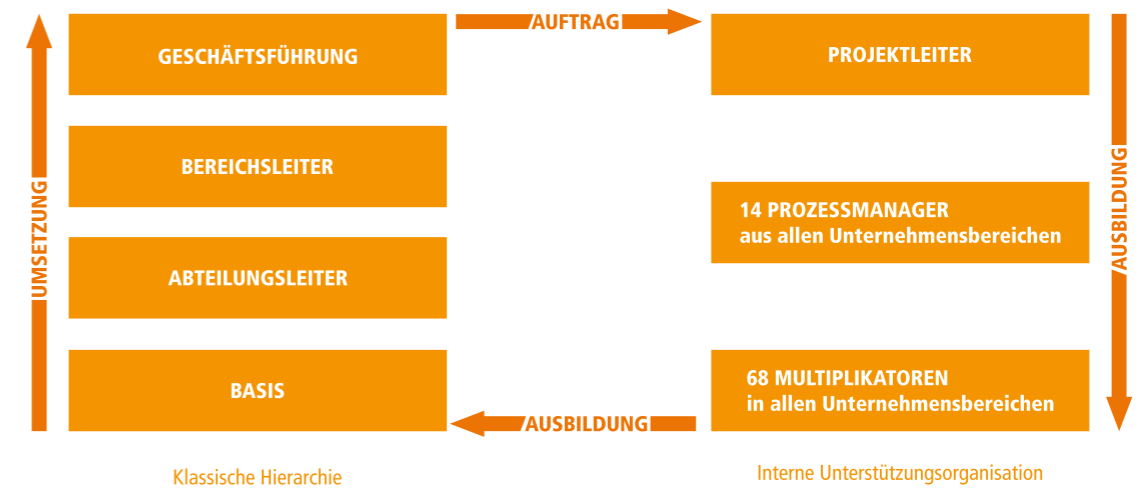 AUFTRAG
GESCHÄFTSFÜHRUNG
PROJEKTLEITER
BEREICHSLEITER
UMSETZUNG
14 PROZESSMANAGER
aus allen Unternehmensbereichen
AUSBILDUNG
ABTEILUNGSLEITER
BASIS
68 MULTIPLIKATOREN
in allen Unternehmensbereichen
AUSBILDUNG
Klassische Hierarchie
Interne Unterstützungsorganisation